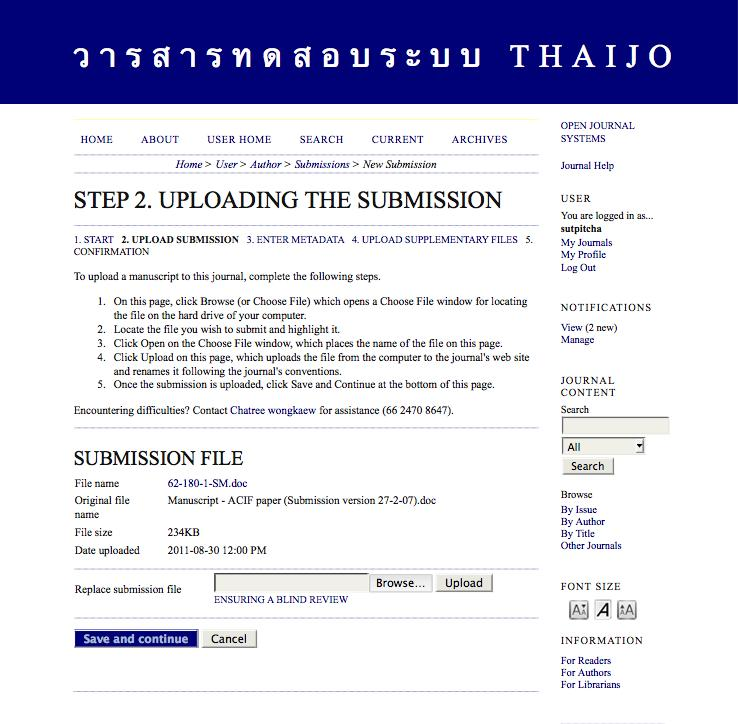 วารสารทดสอบระบบ THAIJO
HOME ABOUT USER HOME SEARCH CURRENT ARCHIVES
Home > User > Author > Submissions > New Submission
STEP 2. UPLOADING THE SUBMISSION
1. START 2. UPLOAD SUBMISSION 3. ENTER METADATA 4. UPLOAD SUPPLEMENTARY FILES 5.
CONFIRMATION
To upload a manuscript to this journal, complete the following steps.
1. On this page, click Browse (or Choose File) which opens a Choose File window for locating
the file on the hard drive of your computer.
2. Locate the file you wish to submit and highlight it.
3. Click Open on the Choose File window, which places the name of the file on this page.
4. Click Upload on this page, which uploads the file from the computer to the journal's web site
and renames it following the journal's conventions.
5. Once the submission is uploaded, click Save and Continue at the bottom of this page.
Encountering difficulties? Contact Chatree wongkaew for assistance (66 2470 8647).
SUBMISSION FILE
File name 62-180-1-SM.doc
Original file Manuscript - ACIF paper (Submission version 27-2-07).doc
name
File size 234KB
Date uploaded 2011-08-30 12:00 PM
Replace submission file Browse... Upload
ENSURING A BLIND REVIEW
Save and continue Cancel
OPEN JOURNAL
SYSTEMS
Journal Help
USER
You are logged in as...
sutpitcha
My Journals
My Profile
Log Out
NOTIFICATIONS
View (2 new)
Manage
JOURNAL
CONTENT
Search
All
Search
Browse
By Issue
By Author
By Title
Other Journals
FONT SIZE
A A A A A
INFORMATION
For Readers
For Authors
For Librarians